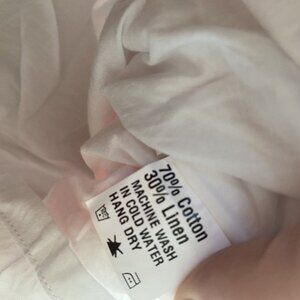 70% Cotton
30% Linen
MACHINE WASH
IN COLD WATER
HANG DRY